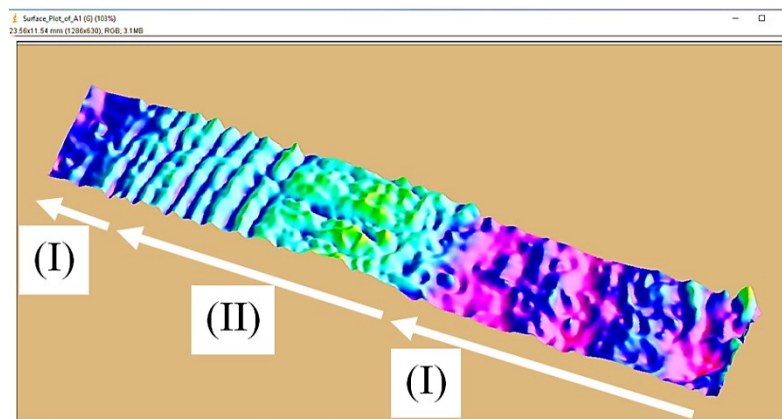 Surface_Plot_of_A1 (G) (103%)
23.56x11.54 mm (1286x630); RGB; 3.1MB
(I)
(II)
(I)